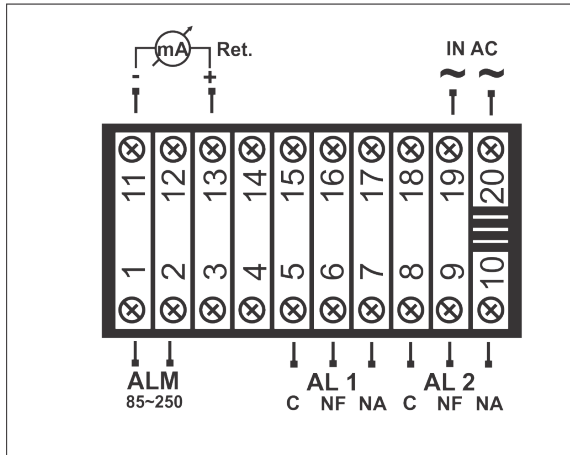 mA Ret. IN AC
- + ~ ~
11 12 13 14 15 16 17 18 19 20
1 2 3 4 5 6 7 8 9 10
ALM AL 1 AL 2
85~250 C NF NA C NF NA